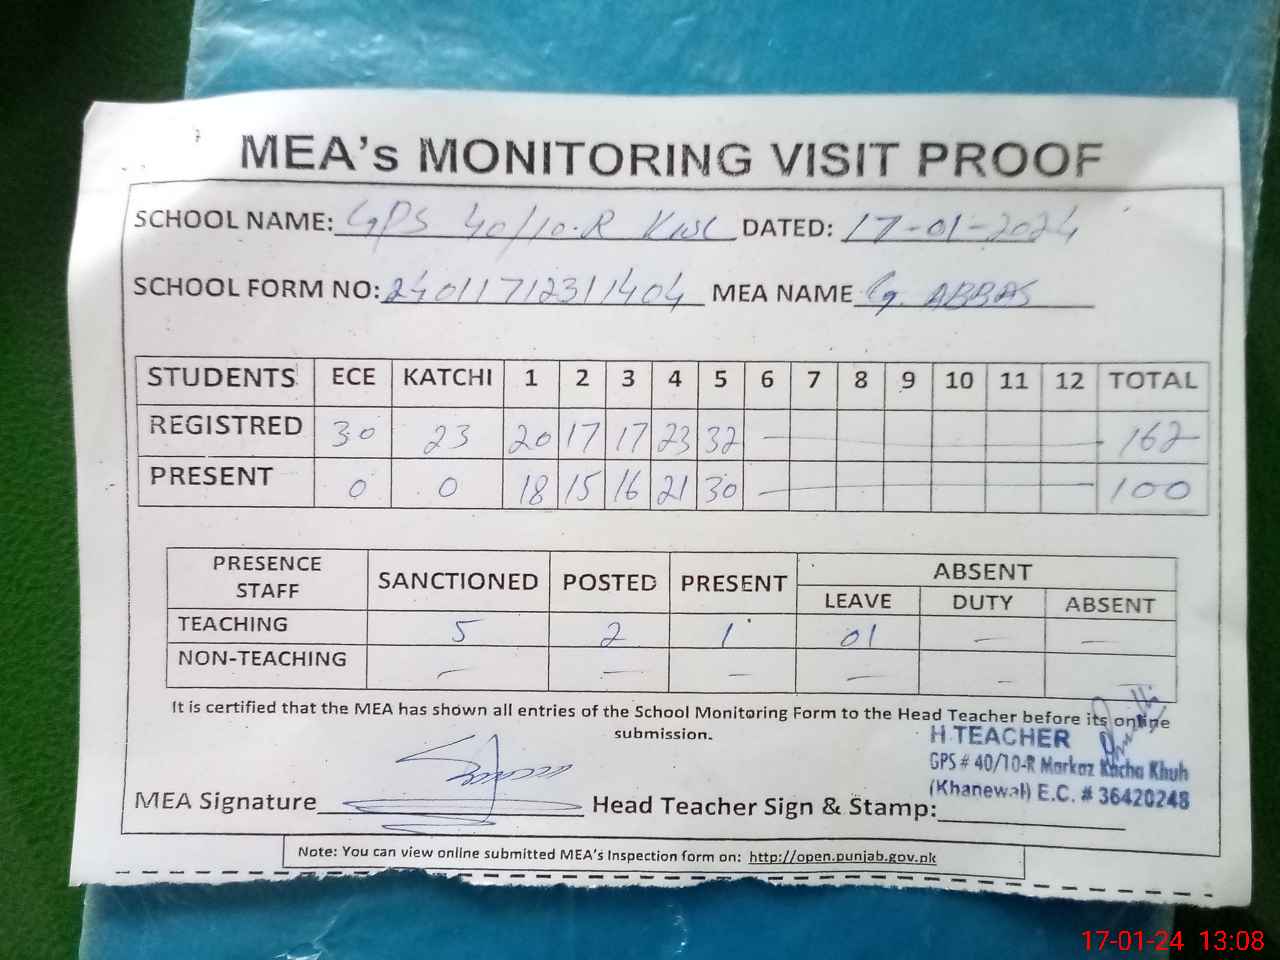 MEA's MONITORING VISIT PROOF
SCHOOL NAME: GPS 40/10-R DATED: 17-01-2024
SCHOOL FORM NO: 24011712311404 MEA NAME G. ABBAS
STUDENTS ECE KATCHI 1 2 3 4 5 6 7 8 9 10 11 12 TOTAL
REGISTRED 30 23 20 17 17 23 32 162
PRESENT 0 0 18 15 16 21 30 100
PRESENCE STAFF SANCTIONED POSTED PRESENT ABSENT
LEAVE DUTY ABSENT
TEACHING 5 2 1 01 — —
NON-TEACHING — — — — — —
It is certified that the MEA has shown all entries of the School Monitoring Form to the Head Teacher before its online
submission.
H.TEACHER
GPS # 40/10-R Markaz Kacha Khuh
(Khanewal) E.C. # 36420248
MEA Signature Head Teacher Sign & Stamp:
Note: You can view online submitted MEA's Inspection form on: http://open.punjab.gov.pk
17-01-24 13:08